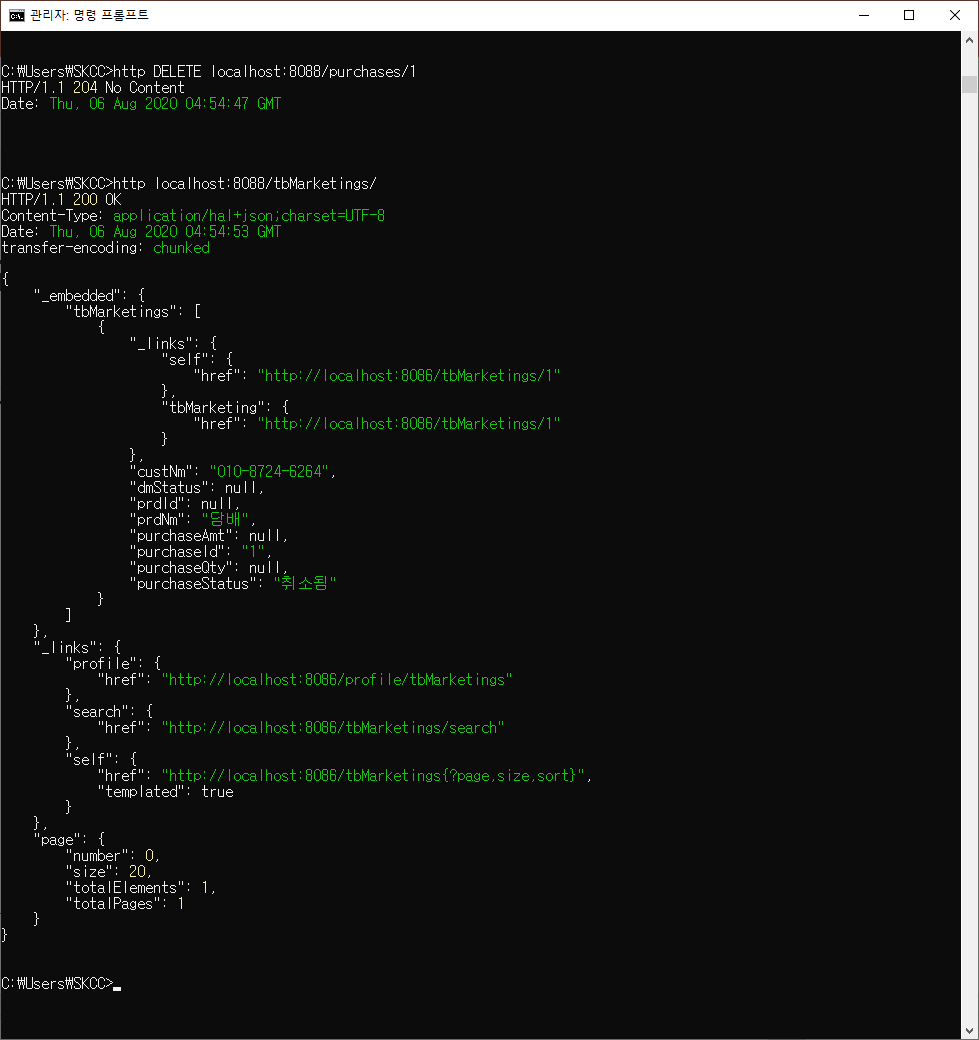 관리자: 명령 프롬프트
C:₩Users₩SKCC>http DELETE localhost:8088/purchases/1
HTTP/1.1 204 No Content
Date: Thu, 06 Aug 2020 04:54:47 GMT
C:₩Users₩SKCC>http localhost:8088/tbMarketings/
HTTP/1.1 200 OK
Content-Type: application/hal+json;charset=UTF-8
Date: Thu, 06 Aug 2020 04:54:53 GMT
transfer-encoding: chunked
{
    "_embedded": {
        "tbMarketings": [
            {
                "_links": {
                    "self": {
                        "href": "http://localhost:8086/tbMarketings/1"
                    },
                    "tbMarketing": {
                        "href": "http://localhost:8086/tbMarketings/1"
                    }
                },
                "custNm": "010-8724-6264",
                "dmStatus": null,
                "prdId": null,
                "prdNm": "담배",
                "purchaseAmt": null,
                "purchaseId": "1",
                "purchaseQty": null,
                "purchaseStatus": "취소됨"
            }
        ]
    },
    "_links": {
        "profile": {
            "href": "http://localhost:8086/profile/tbMarketings"
        },
        "search": {
            "href": "http://localhost:8086/tbMarketings/search"
        },
        "self": {
            "href": "http://localhost:8086/tbMarketings{?page,size,sort}",
            "templated": true
        }
    },
    "page": {
        "number": 0,
        "size": 20,
        "totalElements": 1,
        "totalPages": 1
    }
}
C:₩Users₩SKCC>